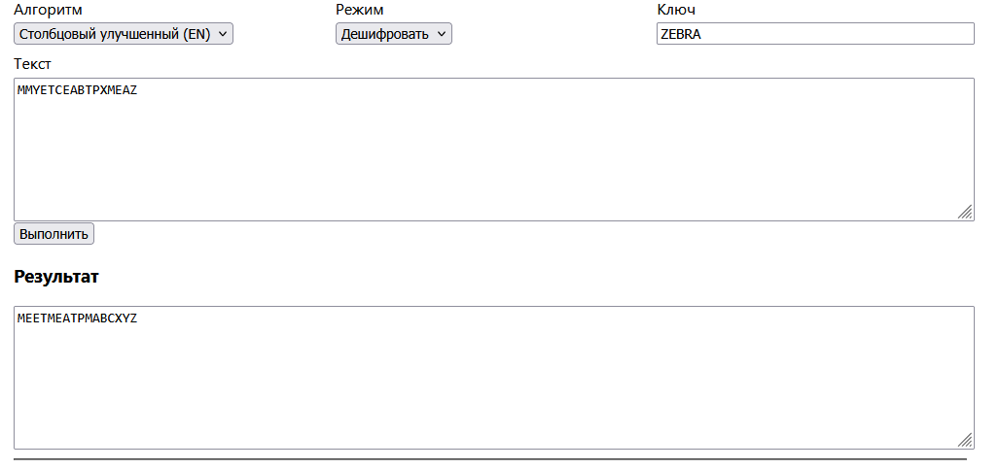 Алгоритм Режим Ключ
Столбцовый улучшенный (EN) Дешифровать ZEBRA
Текст
MMYETCEABTPXMEAZ
Выполнить
Результат
MEETMEATPMABCXYZ